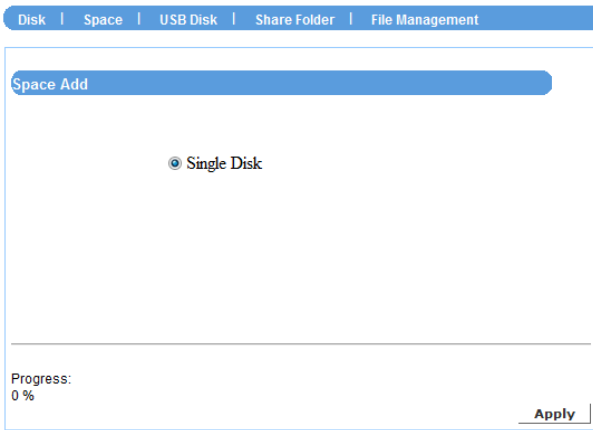 Disk | Space | USB Disk | Share Folder | File Management
Space Add
Single Disk
Progress:
0 %
Apply